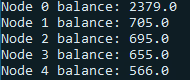 Node 0 balance: 2379.0
Node 1 balance: 705.0
Node 2 balance: 695.0
Node 3 balance: 655.0
Node 4 balance: 566.0